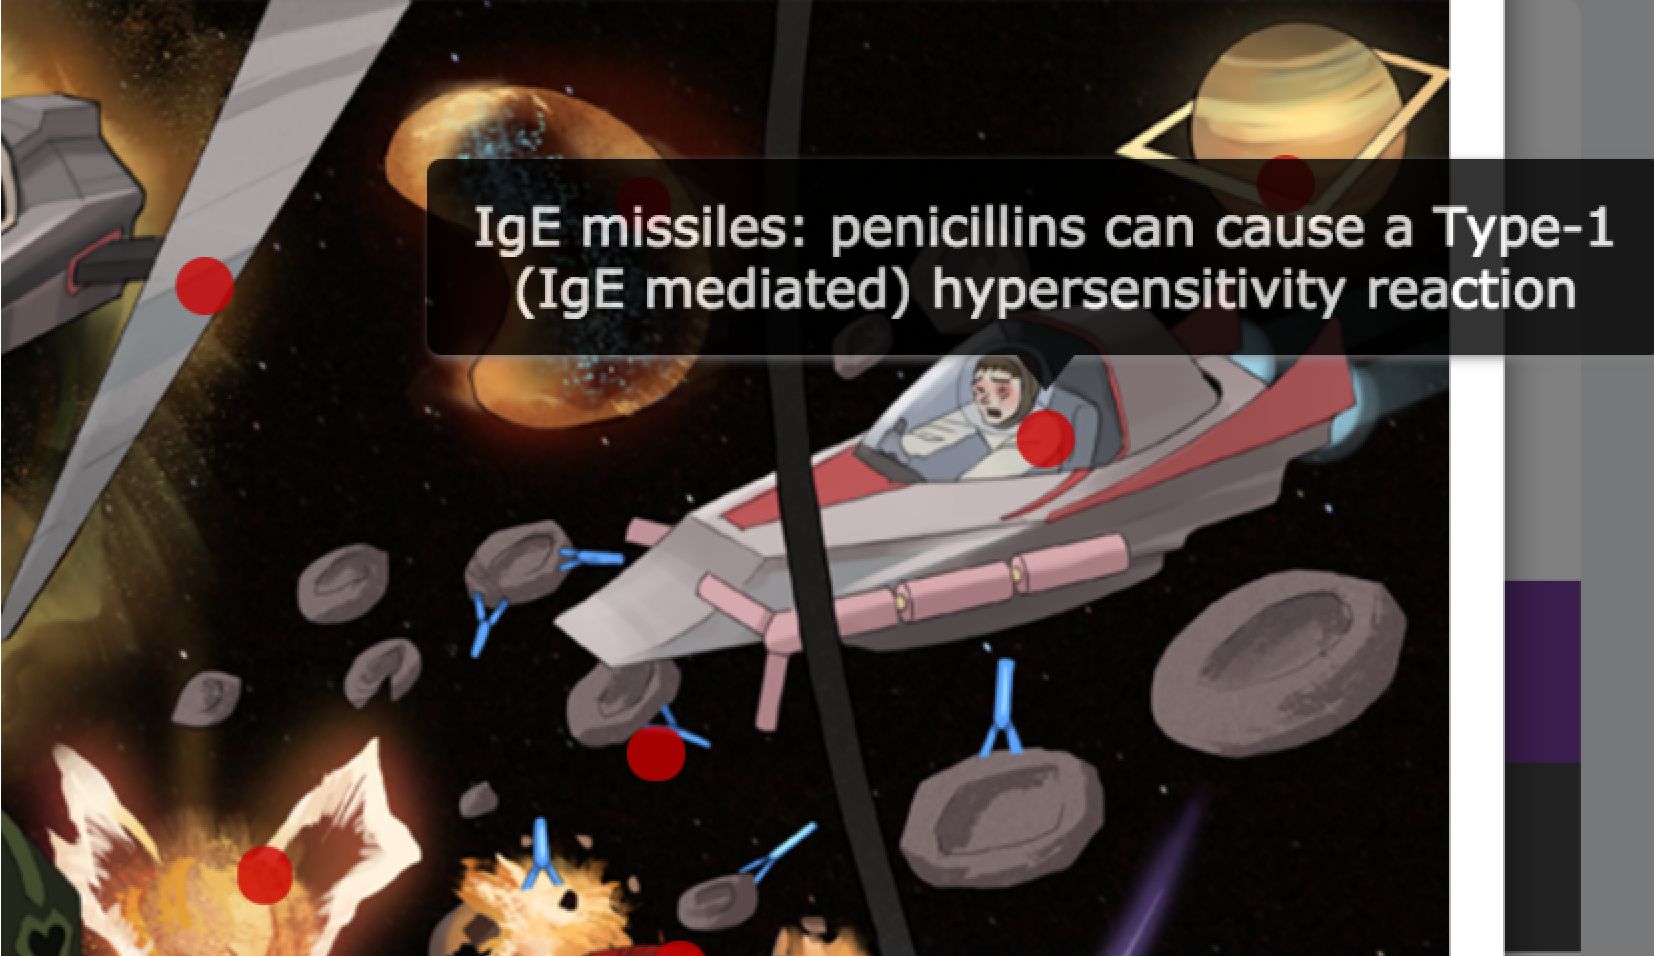 IgE missiles: penicillins can cause a Type-1
(IgE mediated) hypersensitivity reaction